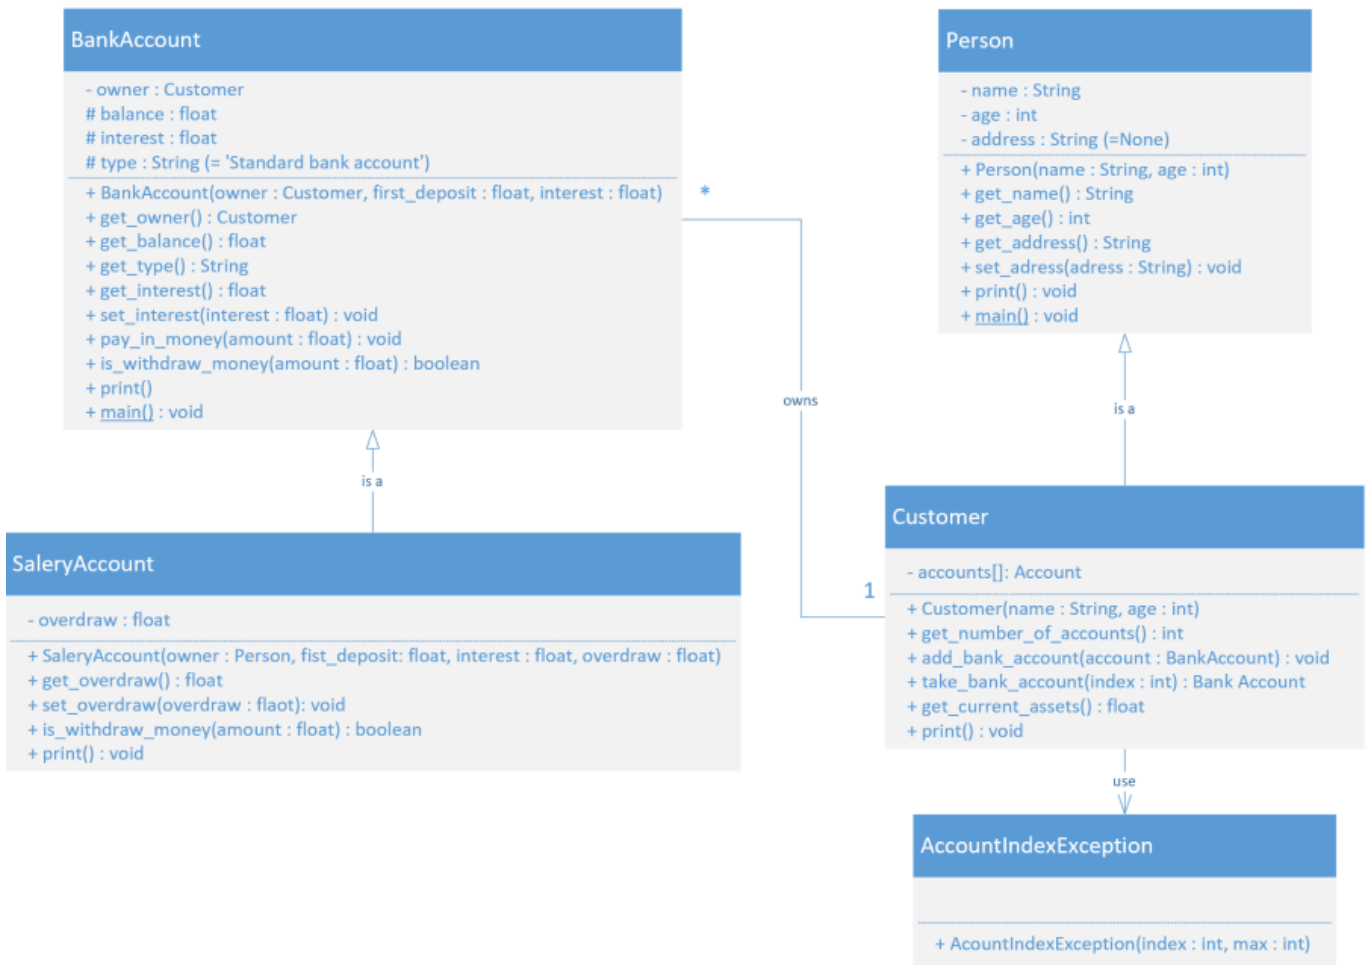 BankAccount
- owner : Customer
# balance : float
# interest : float
# type : String (= 'Standard bank account')
+ BankAccount(owner : Customer, first_deposit : float, interest : float)
+ get_owner() : Customer
+ get_balance() : float
+ get_type() : String
+ get_interest() : float
+ set_interest(interest : float) : void
+ pay_in_money(amount : float) : void
+ is_withdraw_money(amount : float) : boolean
+ print()
+ main() : void
*
owns
1
is a
SaleryAccount
- overdraw : float
+ SaleryAccount(owner : Person, fist_deposit: float, interest : float, overdraw : float)
+ get_overdraw() : float
+ set_overdraw(overdraw : flaot): void
+ is_withdraw_money(amount : float) : boolean
+ print() : void
Person
- name : String
- age : int
- address : String (=None)
+ Person(name : String, age : int)
+ get_name() : String
+ get_age() : int
+ get_address() : String
+ set_adress(adress : String) : void
+ print() : void
+ main() : void
is a
Customer
- accounts[]: Account
+ Customer(name : String, age : int)
+ get_number_of_accounts() : int
+ add_bank_account(account : BankAccount) : void
+ take_bank_account(index : int) : Bank Account
+ get_current_assets() : float
+ print() : void
use
AccountIndexException
+ AcountIndexException(index : int, max : int)